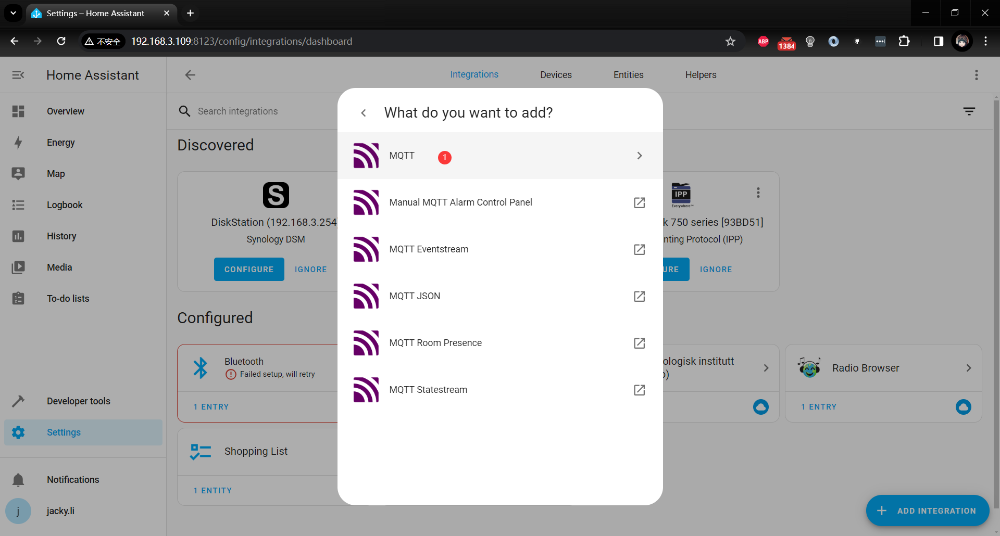 Settings – Home Assistant
不安全
192.168.3.109:8123/config/integrations/dashboard
ABP
1384
Home Assistant
Integrations
Devices
Entities
Helpers
Overview
Energy
Map
Logbook
History
Media
To-do lists
Developer tools
Settings
Notifications
j
jacky.li
Search integrations
Discovered
S
DiskStation (192.168.3.254)
Synology DSM
CONFIGURE
IGNORE
IPP
Everywhere™
k 750 series [93BD51]
nting Protocol (IPP)
URE
IGNORE
Configured
Bluetooth
Failed setup, will retry
1 ENTRY
ologisk institutt
o)
Radio Browser
1 ENTRY
Shopping List
1 ENTITY
What do you want to add?
MQTT
1
Manual MQTT Alarm Control Panel
MQTT Eventstream
MQTT JSON
MQTT Room Presence
MQTT Statestream
ADD INTEGRATION